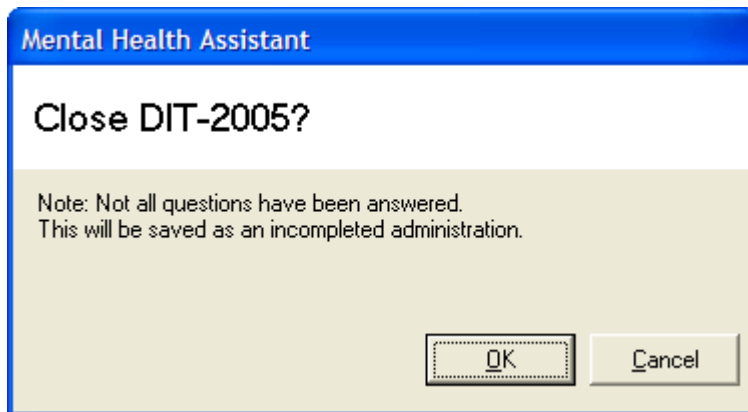 Mental Health Assistant
Close DIT-2005?
Note: Not all questions have been answered.
This will be saved as an incompleted administration.
OK
Cancel